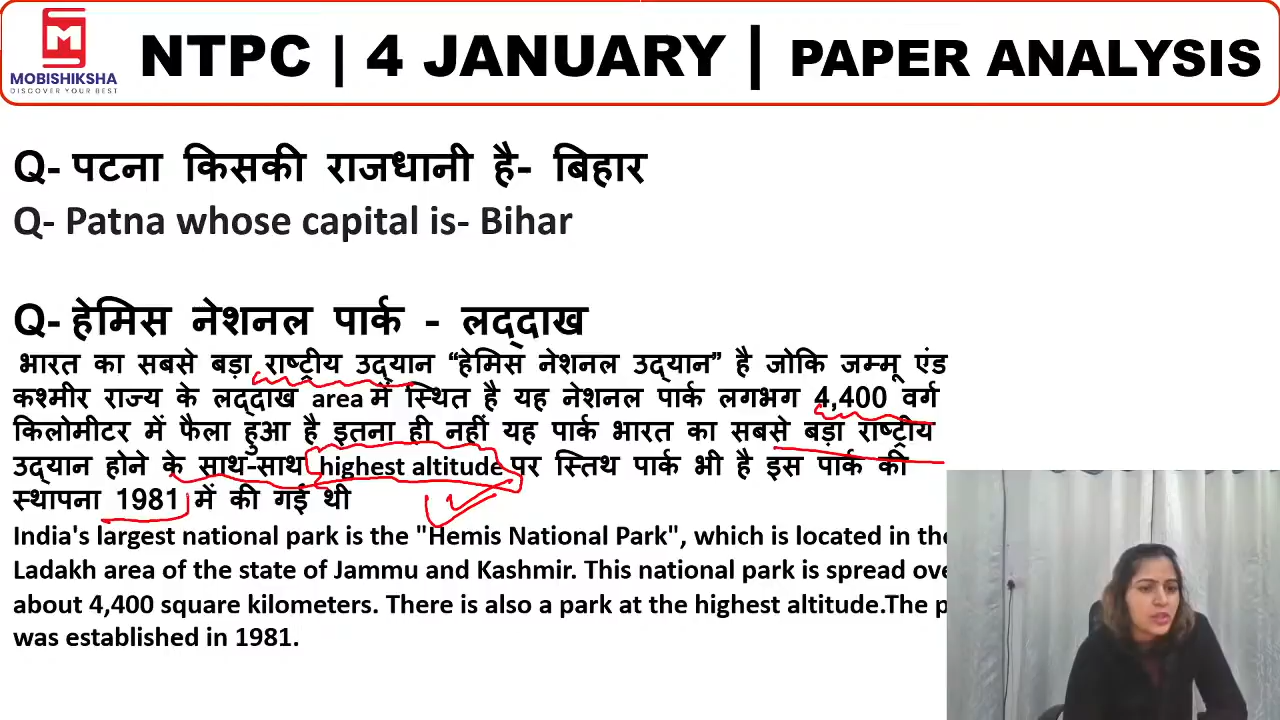 MOBISHIKSHA
DISCOVER YOUR BEST
NTPC | 4 JANUARY | PAPER ANALYSIS
Q- पटना किसकी राजधानी है- बिहार
Q- Patna whose capital is- Bihar
Q- हेमिस नेशनल पार्क - लद्दाख
भारत का सबसे बड़ा राष्ट्रीय उद्यान “हेमिस नेशनल उद्यान” है जोकि जम्मू एंड
कश्मीर राज्य के लद्दाख area में स्थित है यह नेशनल पार्क लगभग 4,400 वर्ग
किलोमीटर में फैला हुआ है इतना ही नहीं यह पार्क भारत का सबसे बड़ा राष्ट्रीय
उद्यान होने के साथ-साथ highest altitude पर स्तिथ पार्क भी है इस पार्क की
स्थापना 1981 में की गई थी
India's largest national park is the "Hemis National Park", which is located in the
Ladakh area of the state of Jammu and Kashmir. This national park is spread
about 4,400 square kilometers. There is also a park at the highest altitude.The
was established in 1981.